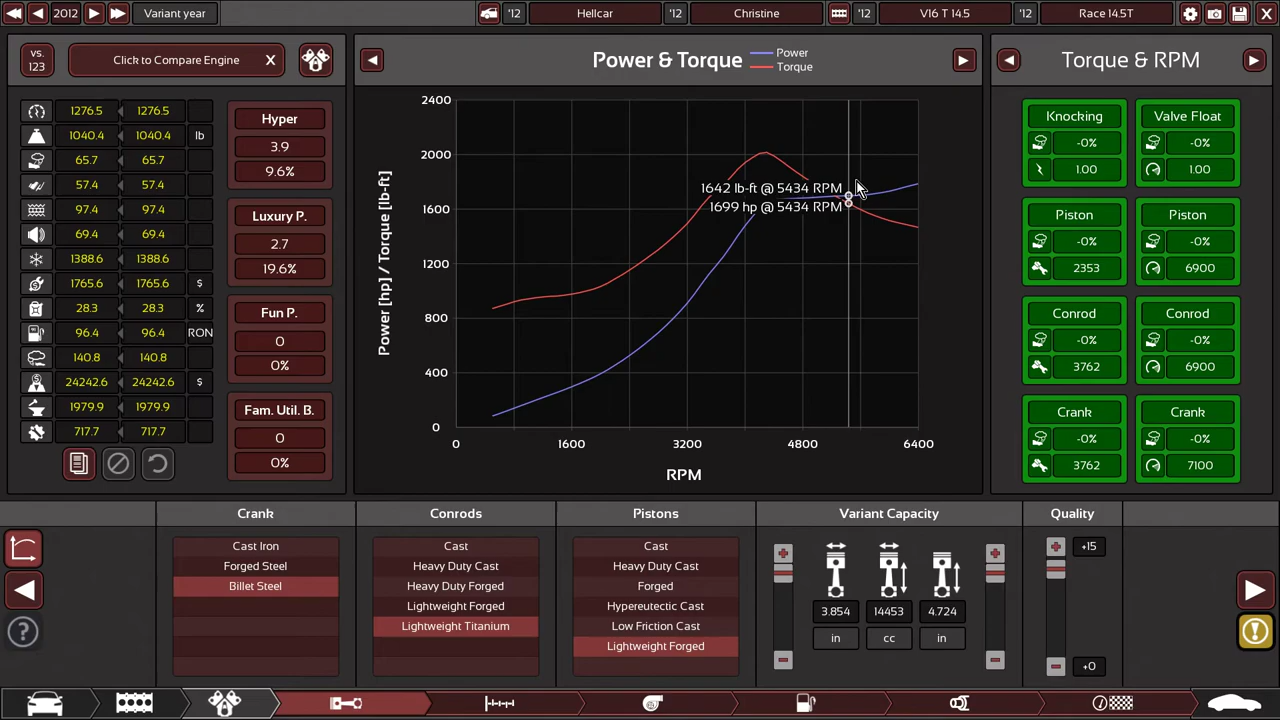 2012
Variant year
'12
Hellcar
'12
Christine
'12
V16 T 14.5
'12
Race 14.5T
vs.
123
Click to Compare Engine
X
1276.5 1276.5
1040.4 1040.4 lb
65.7 65.7
57.4 57.4
97.4 97.4
69.4 69.4
1388.6 1388.6
1765.6 1765.6 $
28.3 28.3 %
96.4 96.4 RON
140.8 140.8
24242.6 24242.6 $
1979.9 1979.9
717.7 717.7
Hyper
3.9
9.6%
Luxury P.
2.7
19.6%
Fun P.
0
0%
Fam. Util. B.
0
0%
Power & Torque
Power
Torque
Power [hp] / Torque [lb-ft]
2400
2000
1600
1200
800
400
0
1642 lb-ft @ 5434 RPM
1699 hp @ 5434 RPM
0 1600 3200 4800 6400
RPM
Torque & RPM
Knocking
-0%
1.00
Valve Float
-0%
1.00
Piston
-0%
2353
Piston
-0%
6900
Conrod
-0%
3762
Conrod
-0%
6900
Crank
-0%
3762
Crank
-0%
7100
Crank
Cast Iron
Forged Steel
Billet Steel
Conrods
Cast
Heavy Duty Cast
Heavy Duty Forged
Lightweight Forged
Lightweight Titanium
Pistons
Cast
Heavy Duty Cast
Forged
Hypereutectic Cast
Low Friction Cast
Lightweight Forged
Variant Capacity
3.854 14453 4.724
in cc in
Quality
+15
+0